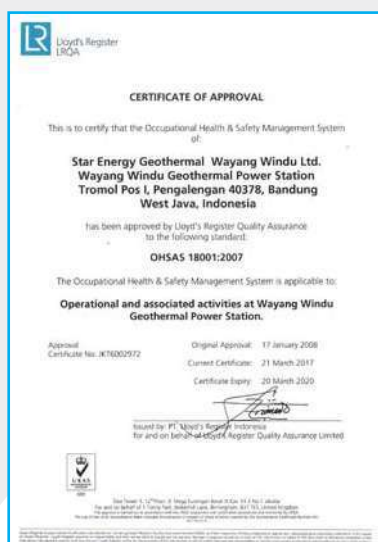 LR
Lloyd's Register
LRQA
CERTIFICATE OF APPROVAL
This is to certify that the Occupational Health & Safety Management System
of:
Star Energy Geothermal Wayang Windu Ltd.
Wayang Windu Geothermal Power Station
Tromol Pos I, Pengalengan 40378, Bandung
West Java, Indonesia
has been approved by Lloyd's Register Quality Assurance
to the following standard:
OHSAS 18001:2007
The Occupational Health & Safety Management System is applicable to:
Operational and associated activities at Wayang Windu
Geothermal Power Station.
Approval
Certificate No: JKT6002972
Original Approval: 17 January 2008
Current Certificate: 21 March 2017
Certificate Expiry: 20 March 2020
Issued by: PT. Lloyd's Register Indonesia
for and on behalf of Lloyd's Register Quality Assurance Limited
UKAS